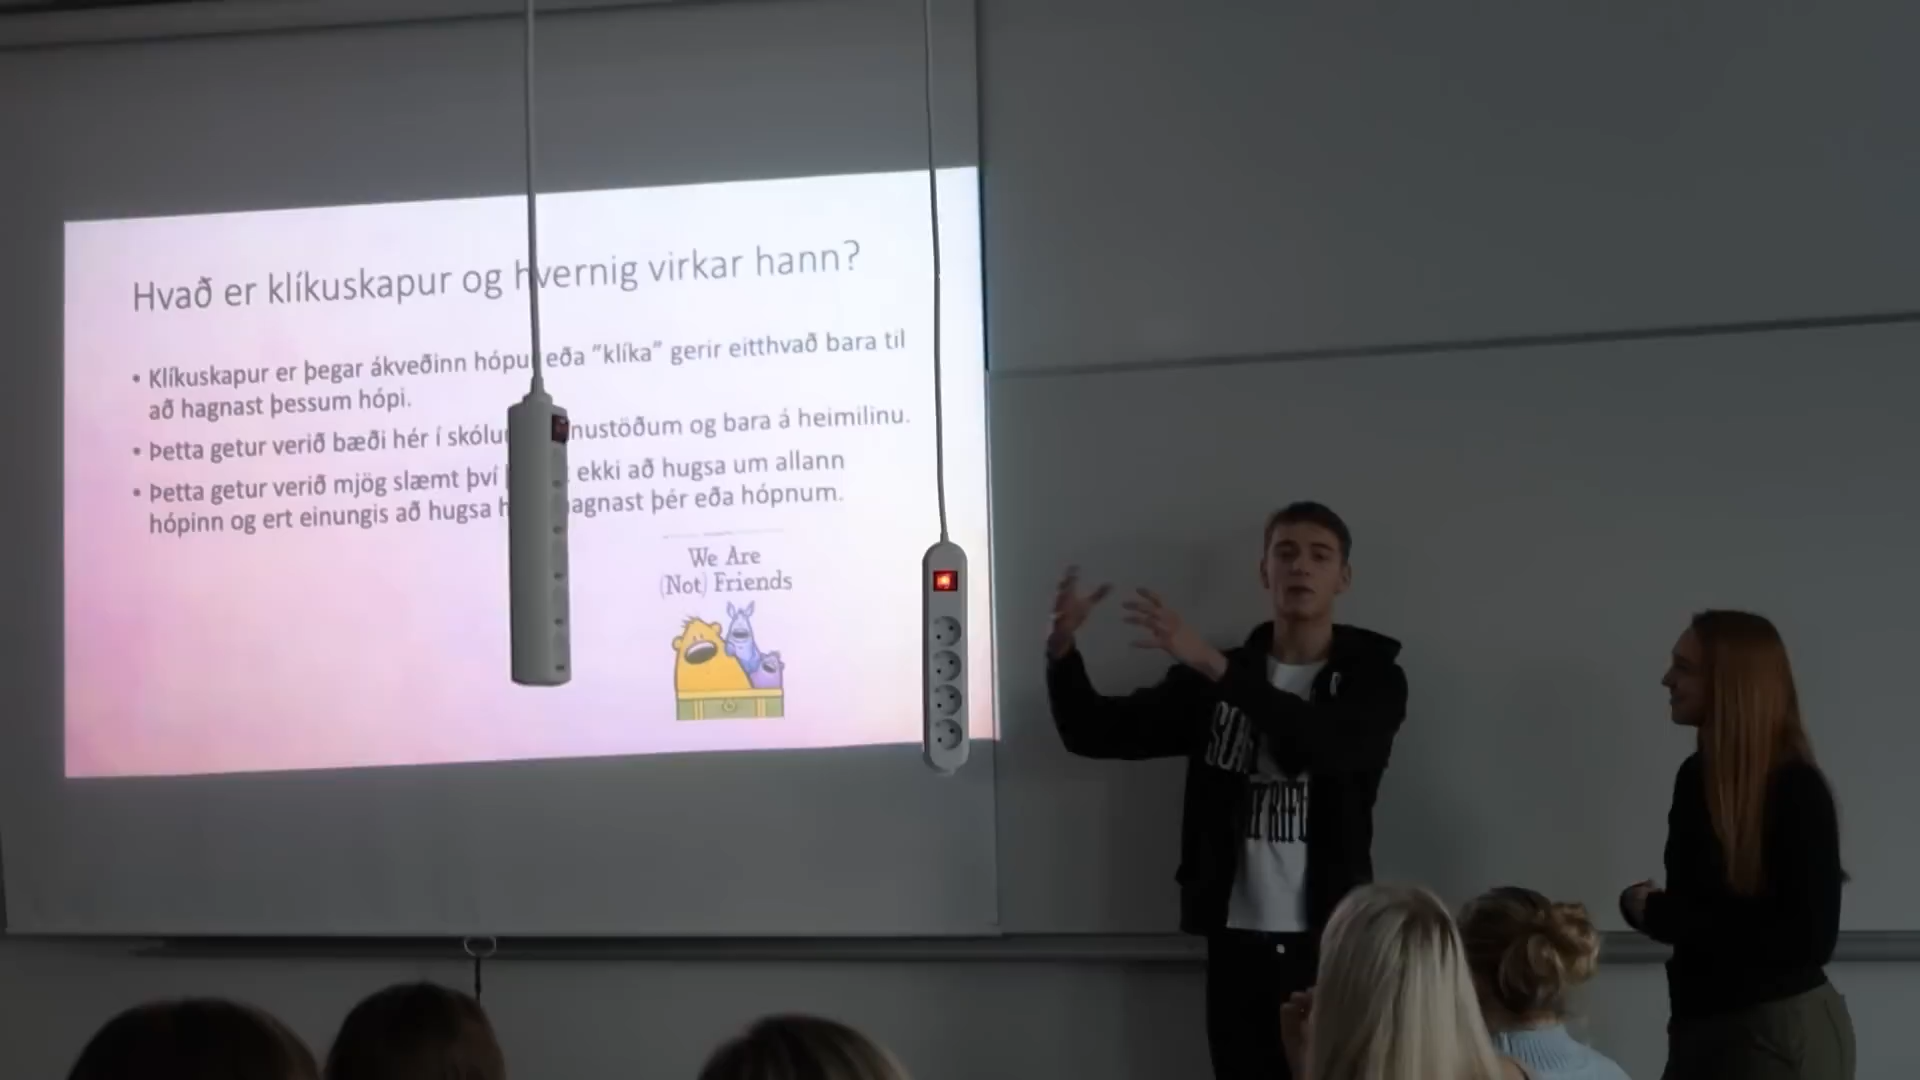 Hvað er klíkuskapur og hvernig virkar hann?
• Klíkuskapur er þegar ákveðinn hópur eða "klíka" gerir eitthvað bara til
að hagnast þessum hópi.
• Þetta getur verið bæði hér í skólum nustöðum og bara á heimilinu.
• Þetta getur verið mjög slæmt því ekki að hugsa um allann
hópinn og ert einungis að hugsa hagnast þér eða hópnum.
We Are
(Not) Friends